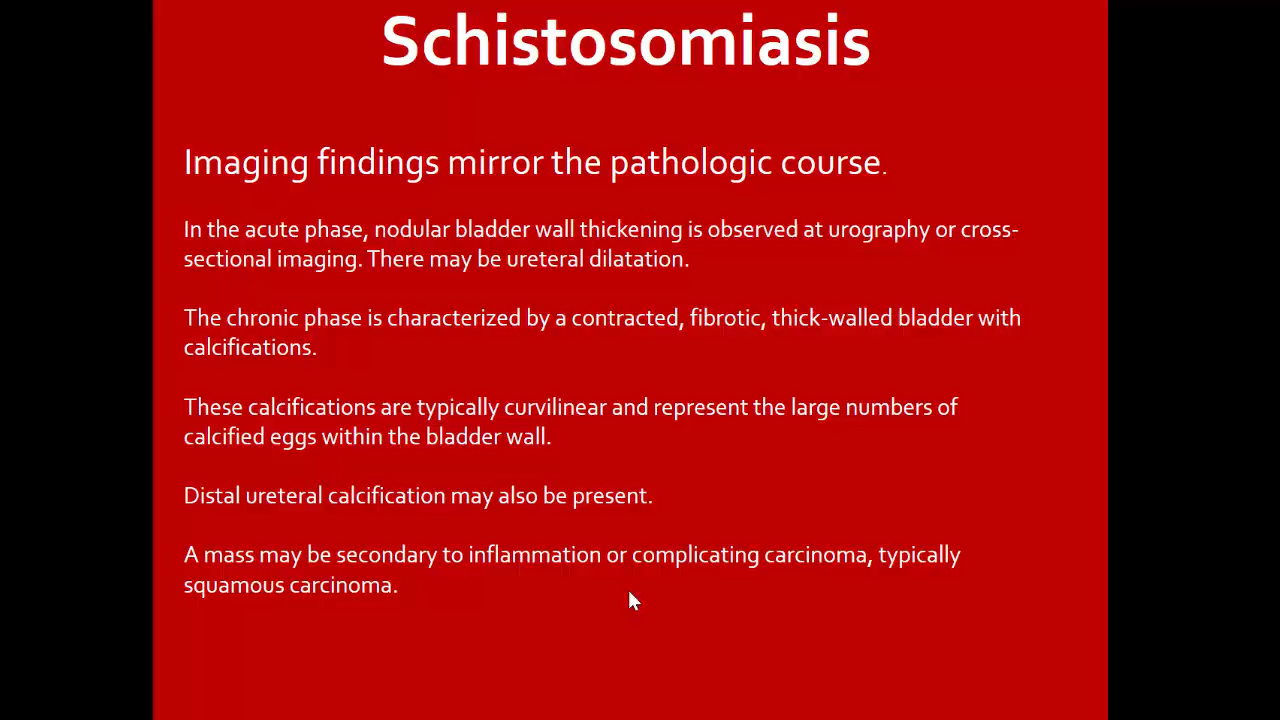 Schistosomiasis
Imaging findings mirror the pathologic course.
In the acute phase, nodular bladder wall thickening is observed at urography or cross-
sectional imaging. There may be ureteral dilatation.
The chronic phase is characterized by a contracted, fibrotic, thick-walled bladder with
calcifications.
These calcifications are typically curvilinear and represent the large numbers of
calcified eggs within the bladder wall.
Distal ureteral calcification may also be present.
A mass may be secondary to inflammation or complicating carcinoma, typically
squamous carcinoma.